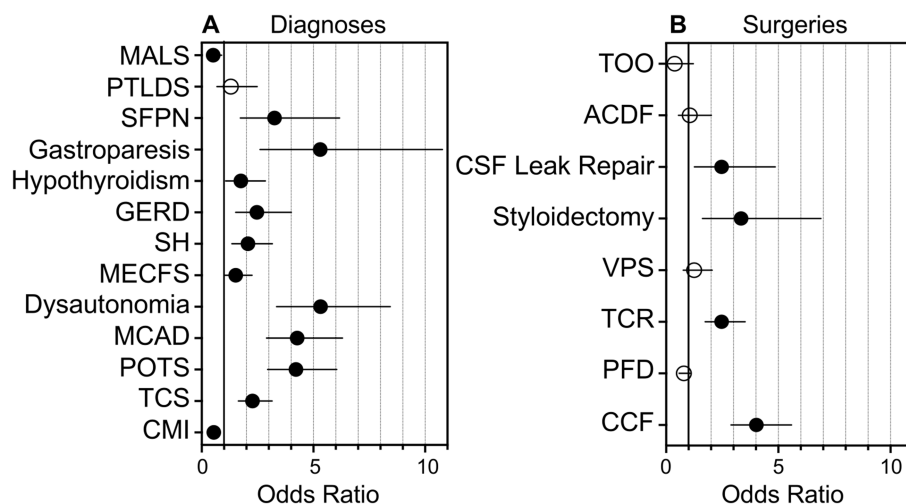 A Diagnoses
MALS
PTLDS
SFPN
Gastroparesis
Hypothyroidism
GERD
SH
MECFS
Dysautonomia
MCAD
POTS
TCS
CMI
0 5 10
Odds Ratio
B Surgeries
TOO
ACDF
CSF Leak Repair
Styloidectomy
VPS
TCR
PFD
CCF
0 5 10
Odds Ratio